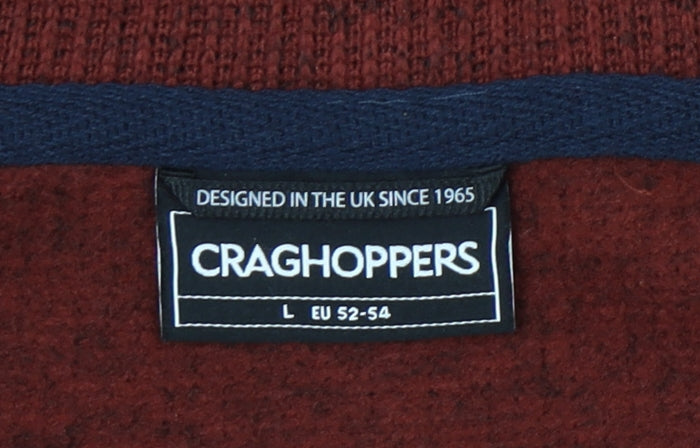 DESIGNED IN THE UK SINCE 1965
CRAGHOPPERS
L EU 52-54